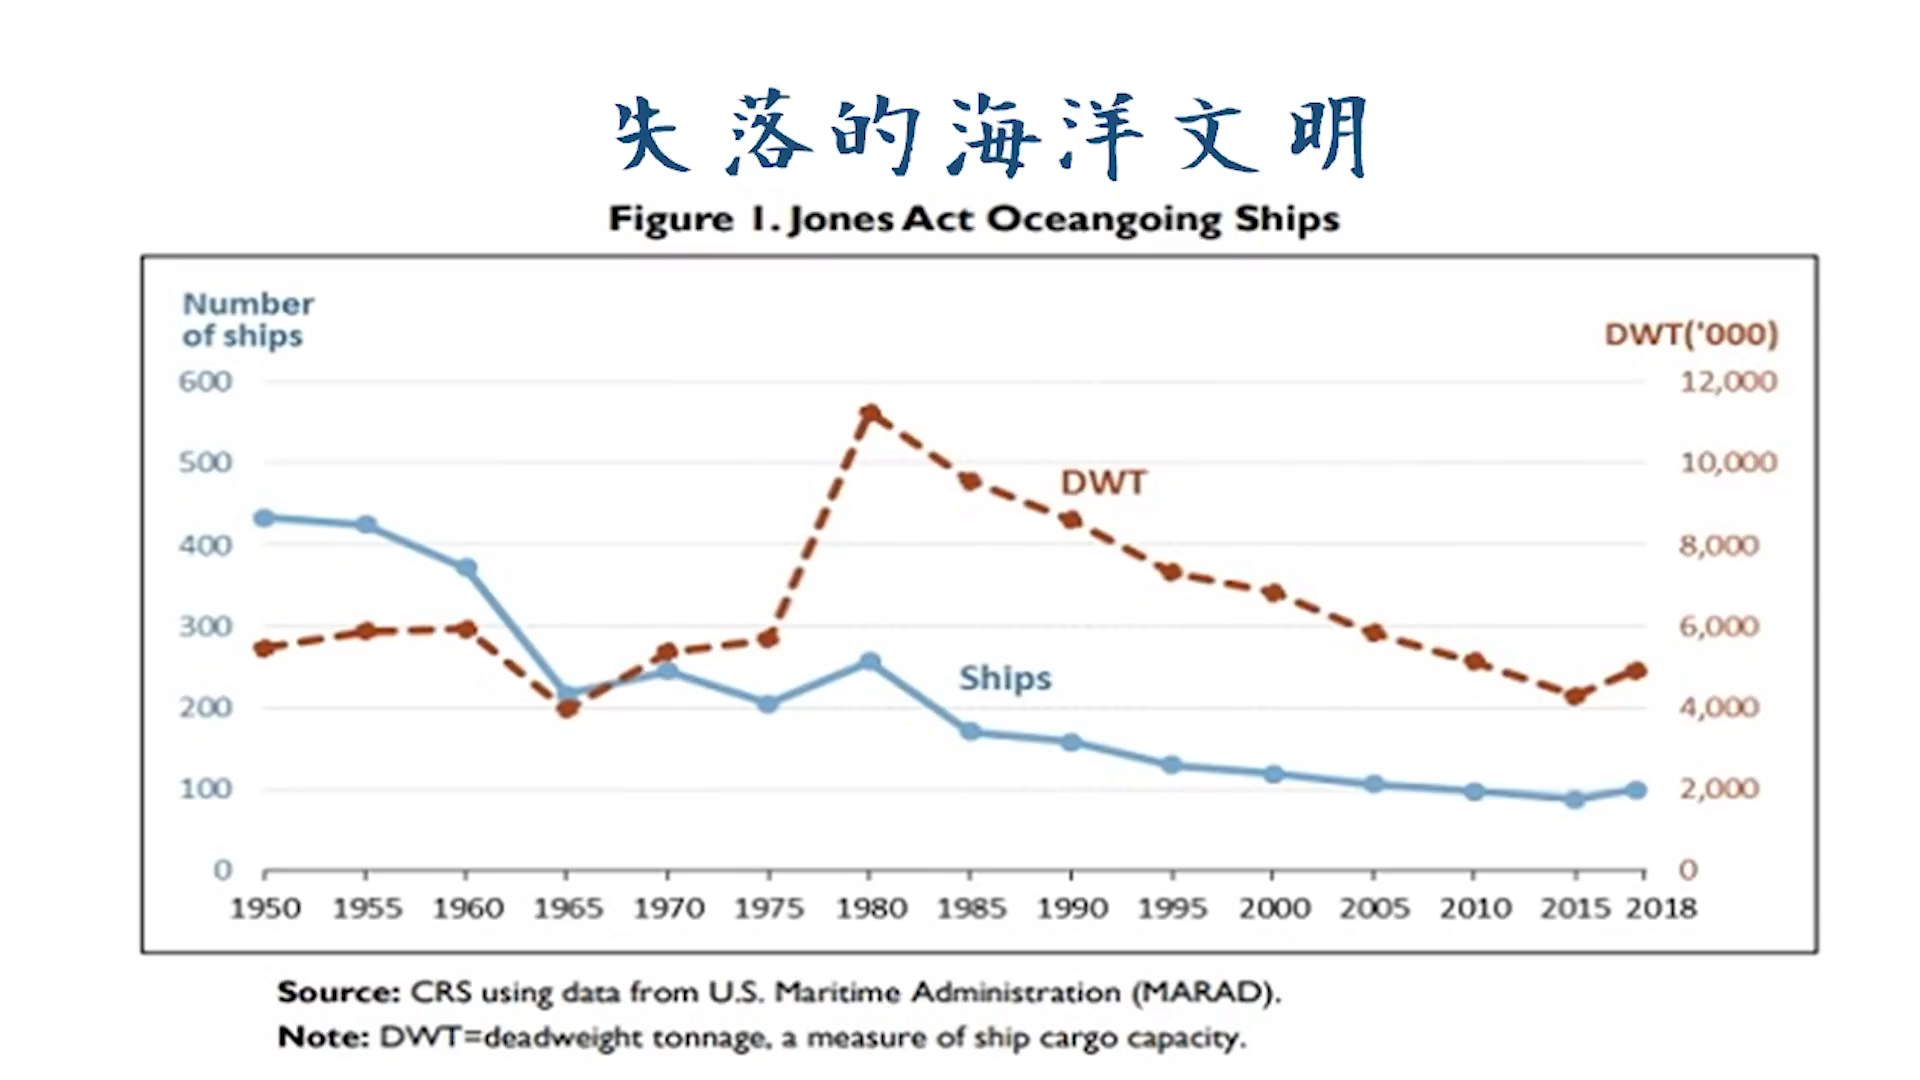 失落的海洋文明
Figure 1. Jones Act Oceangoing Ships
Number
of ships
DWT('000)
600
12,000
500
10,000
DWT
400
8,000
300
6,000
Ships
200
4,000
100
2,000
0
0
1950 1955 1960 1965 1970 1975 1980 1985 1990 1995 2000 2005 2010 2015 2018
Source: CRS using data from U.S. Maritime Administration (MARAD).
Note: DWT=deadweight tonnage, a measure of ship cargo capacity.